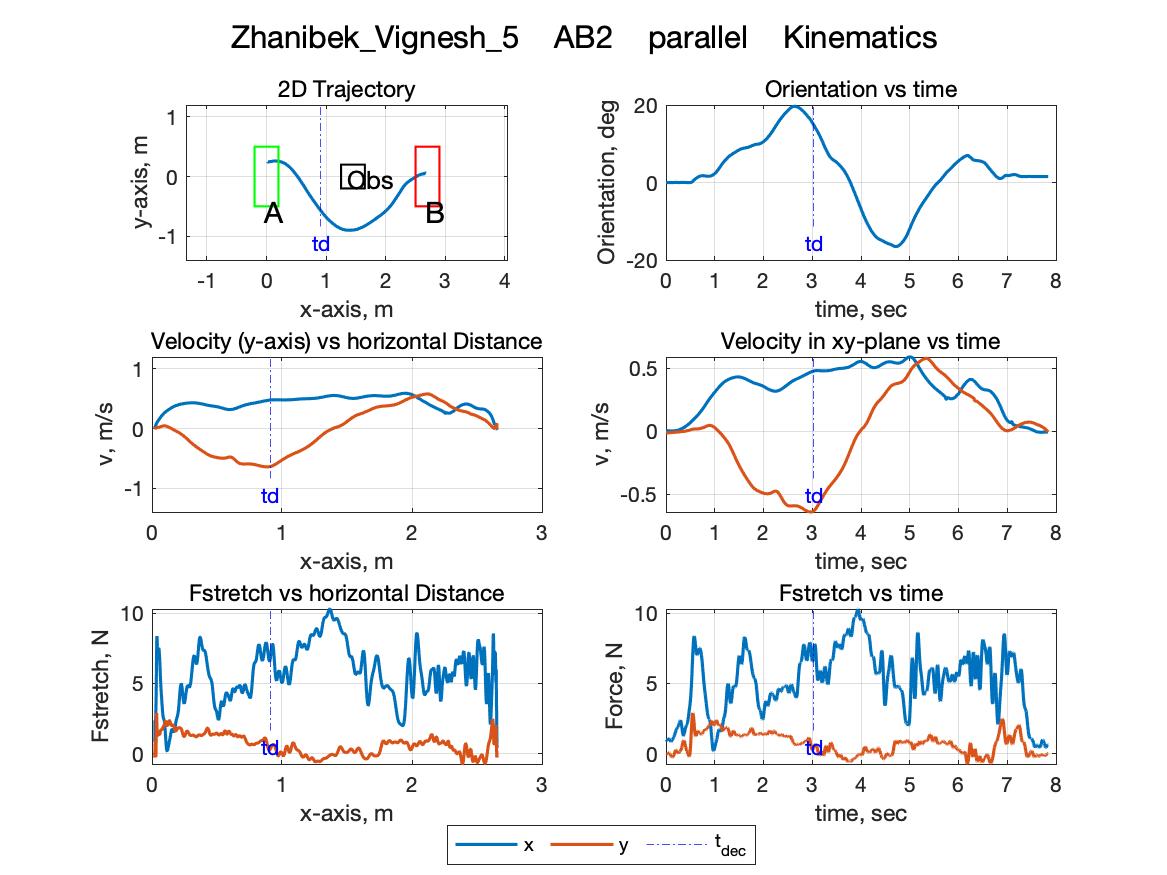 Zhanibek_Vignesh_5 AB2 parallel Kinematics
2D Trajectory
y-axis, m
1
0
-1
A
Obs
B
td
-1 0 1 2 3 4
x-axis, m
Orientation vs time
Orientation, deg
20
0
-20
td
0 1 2 3 4 5 6 7 8
time, sec
Velocity (y-axis) vs horizontal Distance
v, m/s
1
0
-1
td
0 1 2 3
x-axis, m
Velocity in xy-plane vs time
v, m/s
0.5
0
-0.5
td
0 1 2 3 4 5 6 7 8
time, sec
Fstretch vs horizontal Distance
Fstretch, N
10
5
0
td
0 1 2 3
x-axis, m
Fstretch vs time
Force, N
10
5
0
td
0 1 2 3 4 5 6 7 8
time, sec
x y t_dec